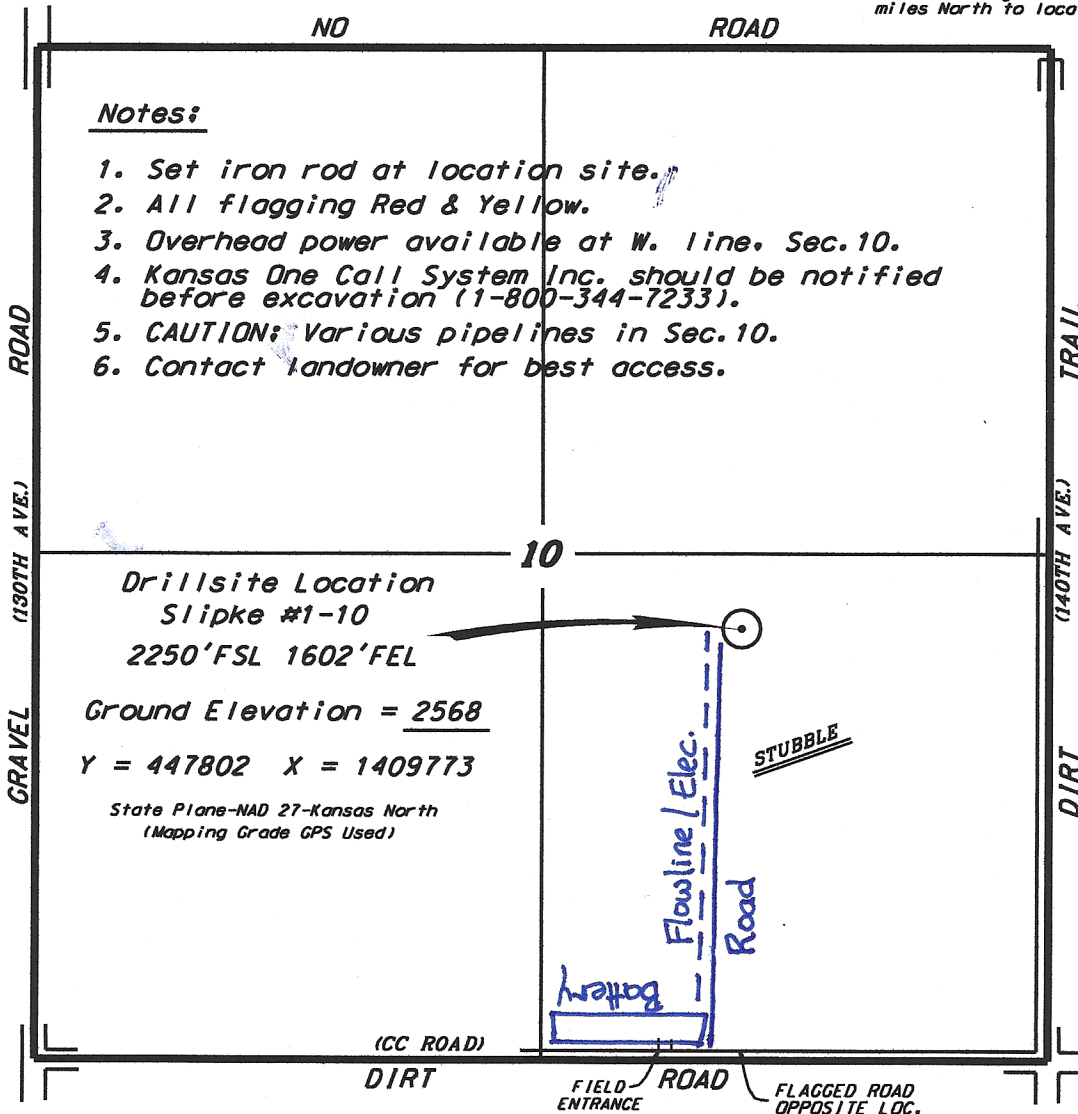 miles North to loca
NO ROAD
Notes:
1. Set iron rod at location site.
2. All flagging Red & Yellow.
3. Overhead power available at W. line, Sec.10.
4. Kansas One Call System Inc. should be notified
before excavation (1-800-344-7233).
5. CAUTION: Various pipelines in Sec.10.
6. Contact landowner for best access.
GRAVEL (130TH AVE.) ROAD
DIRT (140TH AVE.) TRAIL
10
Drillsite Location
Slipke #1-10
2250'FSL 1602'FEL
Ground Elevation = 2568
Y = 447802 X = 1409773
State Plane-NAD 27-Kansas North
(Mapping Grade GPS Used)
STUBBLE
Flowline/Elec.
Road
Battery
(CC ROAD)
DIRT ROAD
FIELD
ENTRANCE
FLAGGED ROAD
OPPOSITE LOC.